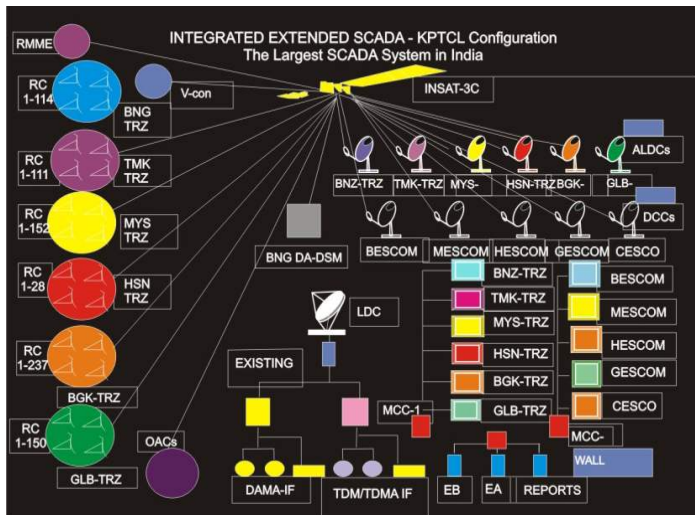 INTEGRATED EXTENDED SCADA - KPTCL Configuration
The Largest SCADA System in India
RMME
RC
1-114
BNG
TRZ
V-con
INSAT-3C
RC
1-111
TMK
TRZ
ALDCs
BNZ-TRZ
TMK-TRZ
MYS-
HSN-TRZ
BGK-
GLB-
RC
1-152
MYS
TRZ
DCCs
BESCOM
MESCOM
HESCOM
GESCOM
CESCO
BNG DA-DSM
RC
1-28
HSN
TRZ
LDC
BNZ-TRZ
TMK-TRZ
MYS-TRZ
HSN-TRZ
BGK-TRZ
GLB-TRZ
BESCOM
MESCOM
HESCOM
GESCOM
CESCO
RC
1-237
BGK-TRZ
EXISTING
MCC-1
MCC-
RC
1-150
GLB-TRZ
OACs
DAMA-IF
TDM/TDMA IF
EB
EA
REPORTS
WALL